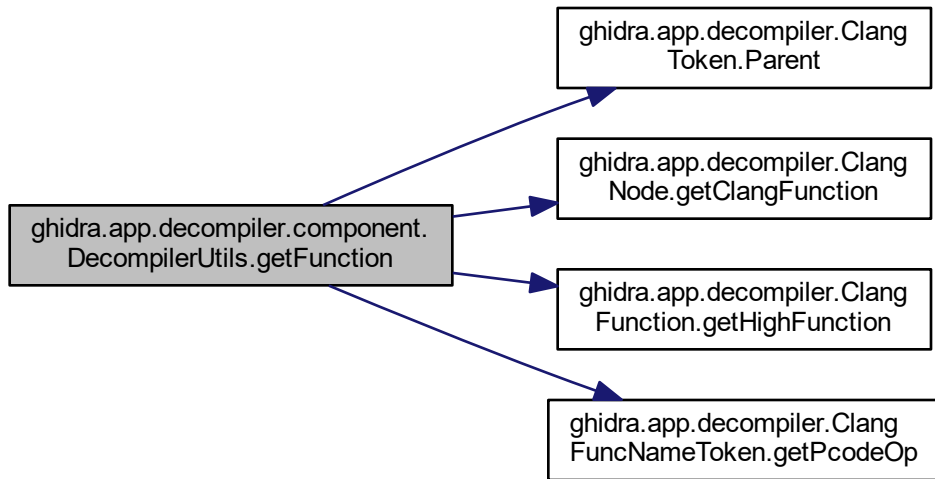 ghidra.app.decompiler.Clang
Token.Parent
ghidra.app.decompiler.Clang
Node.getClangFunction
ghidra.app.decompiler.component.
DecompilerUtils.getFunction
ghidra.app.decompiler.Clang
Function.getHighFunction
ghidra.app.decompiler.Clang
FuncNameToken.getPcodeOp